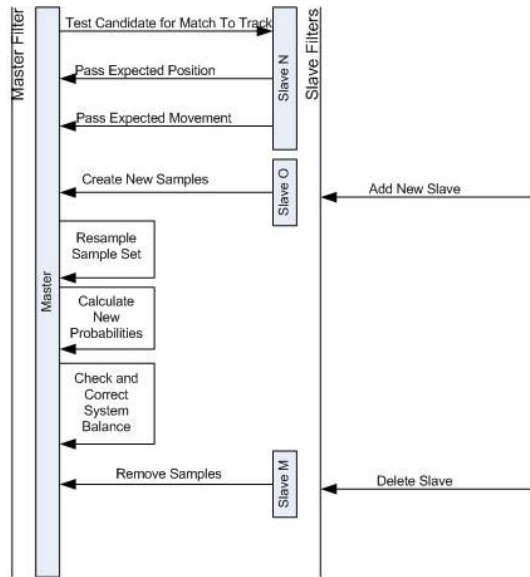 Master Filter
Master
Test Candidate for Match To Track
Pass Expected Position
Pass Expected Movement
Slave N
Slave Filters
Create New Samples
Slave O
Add New Slave
Resample
Sample Set
Calculate
New
Probabilities
Check and
Correct
System
Balance
Remove Samples
Slave M
Delete Slave